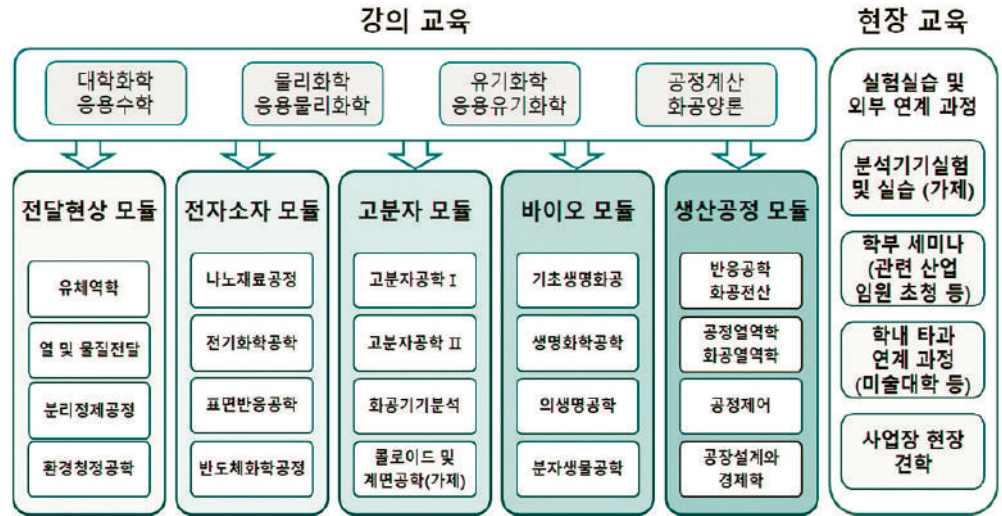 강의 교육
현장 교육
대학화학
응용수학
물리화학
응용물리화학
유기화학
응용유기화학
공정계산
화공양론
전달현상 모듈
유체역학
열 및 물질전달
분리정제공정
환경청정공학
전자소자 모듈
나노재료공정
전기화학공학
표면반응공학
반도체화학공정
고분자 모듈
고분자공학 I
고분자공학 II
화공기기분석
콜로이드 및
계면공학(가제)
바이오 모듈
기초생명화공
생명화학공학
의생명공학
분자생물공학
생산공정 모듈
반응공학
화공전산
공정열역학
화공열역학
공정제어
공장설계와
경제학
실험실습 및
외부 연계 과정
분석기기실험
및 실습 (가제)
학부 세미나
(관련 산업
임원 초청 등)
학내 타과
연계 과정
(미술대학 등)
사업장 현장
견학